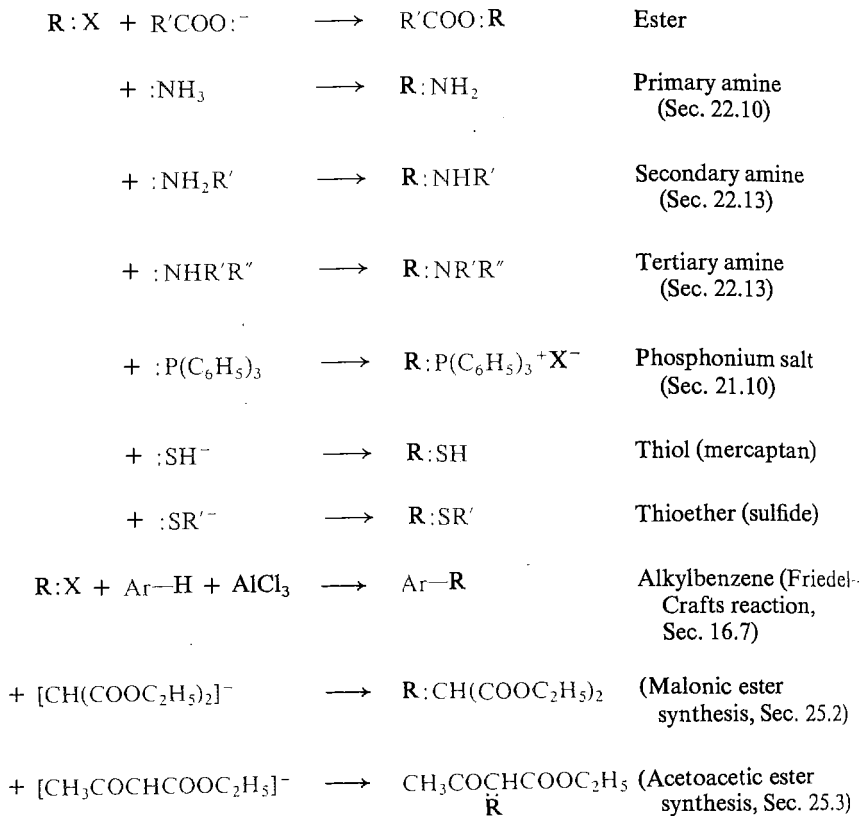 R:X + R′COO:⁻ ⟶ R′COO:R Ester
+ :NH₃ ⟶ R:NH₂ Primary amine
(Sec. 22.10)
+ :NH₂R′ ⟶ R:NHR′ Secondary amine
(Sec. 22.13)
+ :NHR′R″ ⟶ R:NR′R″ Tertiary amine
(Sec. 22.13)
+ :P(C₆H₅)₃ ⟶ R:P(C₆H₅)₃⁺X⁻ Phosphonium salt
(Sec. 21.10)
+ :SH⁻ ⟶ R:SH Thiol (mercaptan)
+ :SR′⁻ ⟶ R:SR′ Thioether (sulfide)
R:X + Ar—H + AlCl₃ ⟶ Ar—R Alkylbenzene (Friedel-
Crafts reaction,
Sec. 16.7)
+ [CH(COOC₂H₅)₂]⁻ ⟶ R:CH(COOC₂H₅)₂ (Malonic ester
synthesis, Sec. 25.2)
+ [CH₃COCHCOOC₂H₅]⁻ ⟶ CH₃COCHCOOC₂H₅ (Acetoacetic ester
R̈ synthesis, Sec. 25.3)